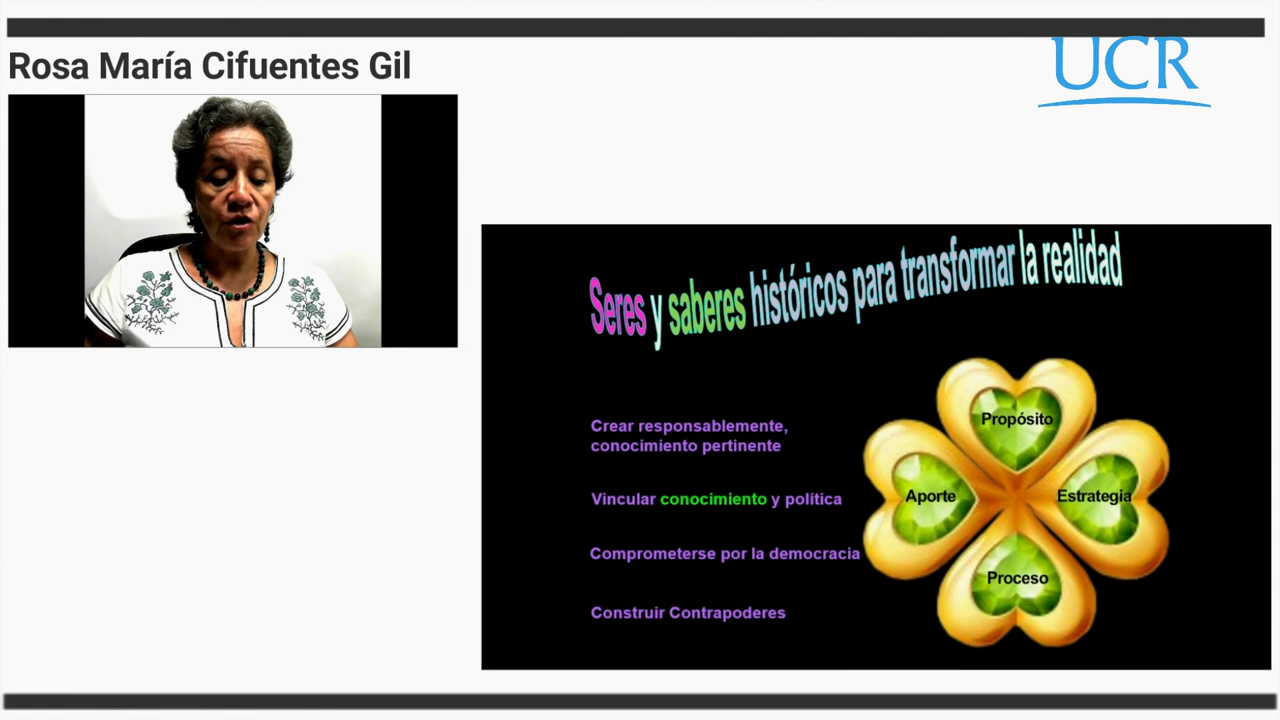 Rosa María Cifuentes Gil
UCR
Seres y saberes históricos para transformar la realidad
Crear responsablemente,
conocimiento pertinente
Vincular conocimiento y política
Comprometerse por la democracia
Construir Contrapoderes
Propósito
Aporte
Estrategia
Proceso